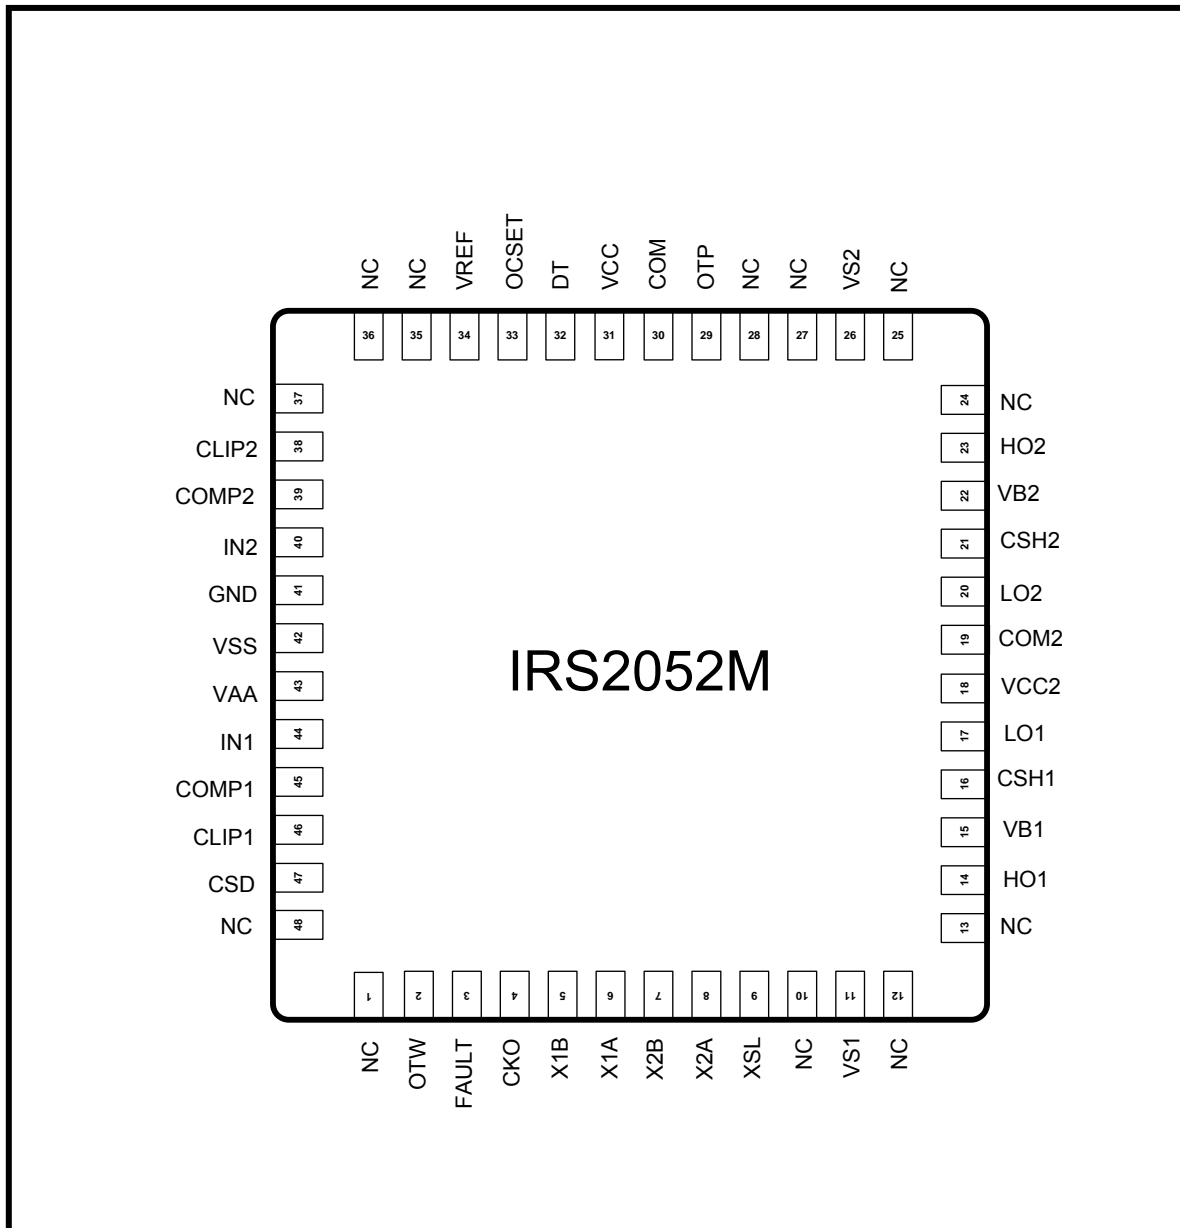 NC NC VREF OCSET DT VCC COM OTP NC NC VS2 NC
36 35 34 33 32 31 30 29 28 27 26 25
NC 37 24 NC
CLIP2 38 23 HO2
COMP2 39 22 VB2
IN2 40 21 CSH2
GND 41 20 LO2
VSS 42 19 COM2
IRS2052M
VAA 43 18 VCC2
IN1 44 17 LO1
COMP1 45 16 CSH1
CLIP1 46 15 VB1
CSD 47 14 HO1
NC 48 13 NC
1 2 3 4 5 6 7 8 9 10 11 12
NC OTW FAULT CKO X1B X1A X2B X2A XSL NC VS1 NC